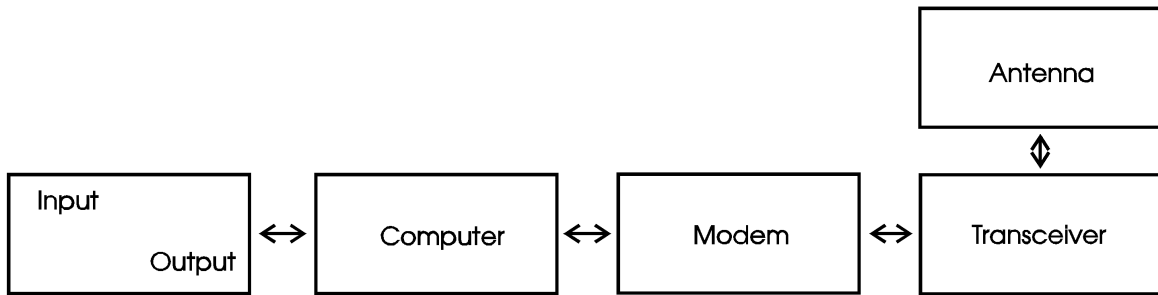 Antenna
Input
Output
Computer
Modem
Transceiver